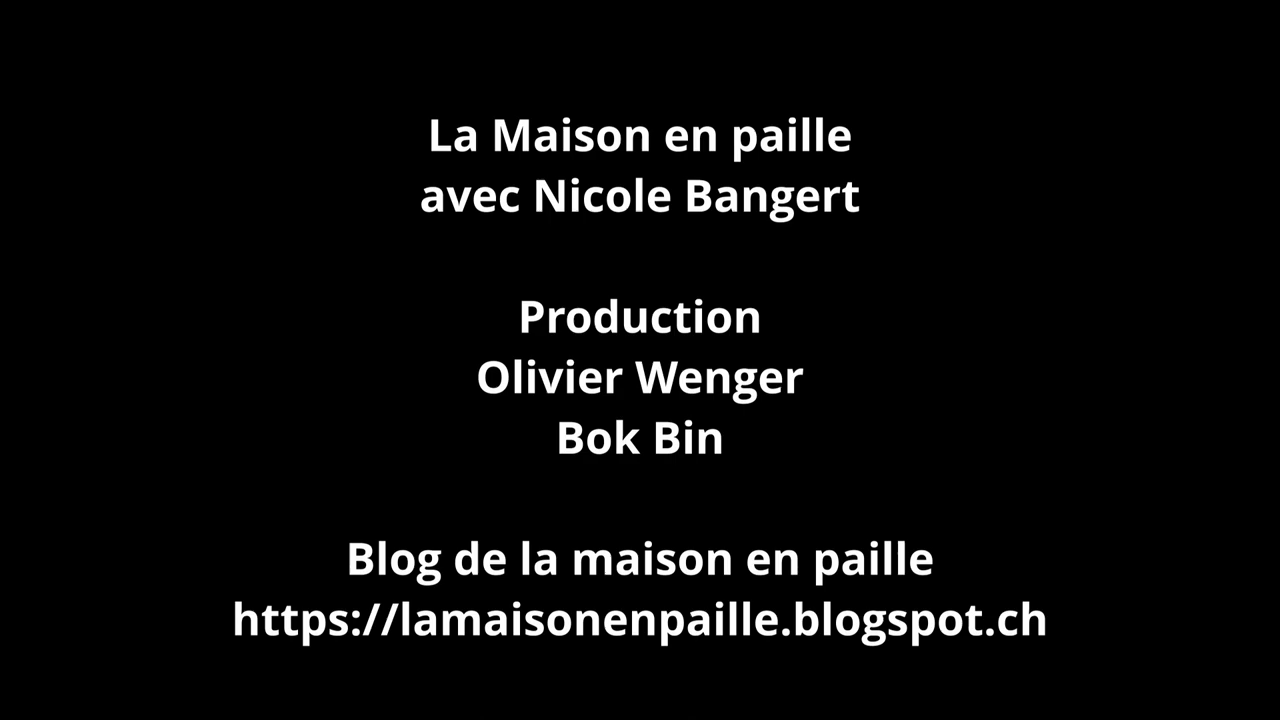 La Maison en paille
avec Nicole Bangert
Production
Olivier Wenger
Bok Bin
Blog de la maison en paille
https://lamaisonenpaille.blogspot.ch